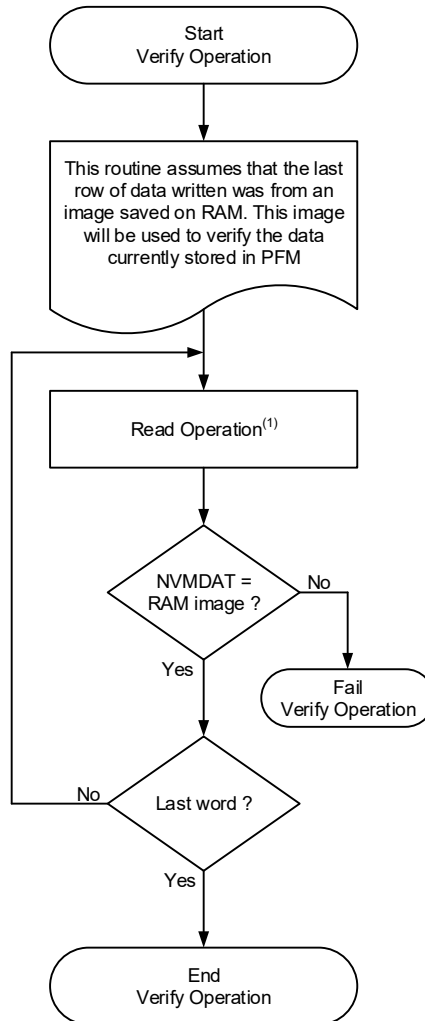 Start
Verify Operation
This routine assumes that the last
row of data written was from an
image saved on RAM. This image
will be used to verify the data
currently stored in PFM
Read Operation(1)
NVMDAT =
RAM image ?
No
Yes
Fail
Verify Operation
Last word ?
No
Yes
End
Verify Operation